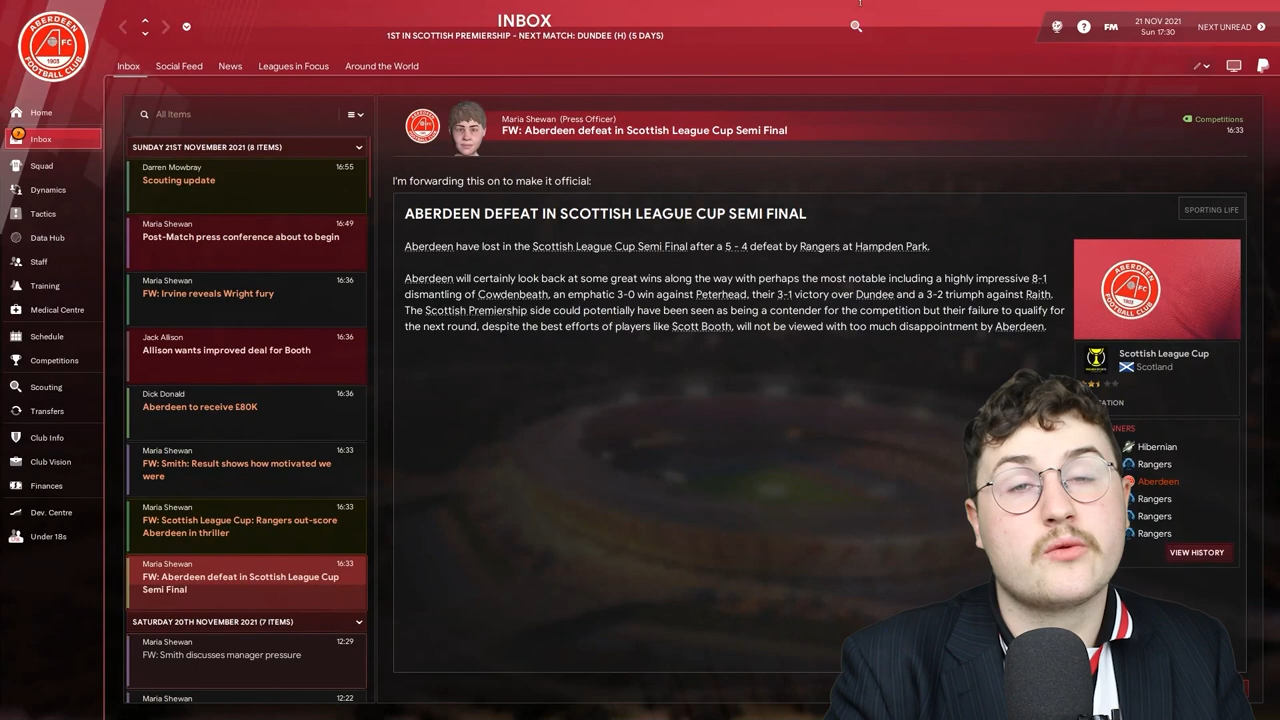 ABERDEEN
FC
1903
FOOTBALL CLUB
INBOX
1ST IN SCOTTISH PREMIERSHIP - NEXT MATCH: DUNDEE (H) (5 DAYS)
?
FM
21 NOV 2021
Sun 17:30
NEXT UNREAD
Inbox
Social Feed
News
Leagues in Focus
Around the World
Home
Inbox
Squad
Dynamics
Tactics
Data Hub
Staff
Training
Medical Centre
Schedule
Competitions
Scouting
Transfers
Club Info
Club Vision
Finances
Dev. Centre
Under 18s
All Items
SUNDAY 21ST NOVEMBER 2021 (8 ITEMS)
Darren Mowbray 16:55
Scouting update
Maria Shewan 16:49
Post-Match press conference about to begin
Maria Shewan 16:36
FW: Irvine reveals Wright fury
Jack Allison 16:36
Allison wants improved deal for Booth
Dick Donald 16:36
Aberdeen to receive £80K
Maria Shewan 16:33
FW: Smith: Result shows how motivated we
were
Maria Shewan 16:33
FW: Scottish League Cup: Rangers out-score
Aberdeen in thriller
Maria Shewan 16:33
FW: Aberdeen defeat in Scottish League Cup
Semi Final
SATURDAY 20TH NOVEMBER 2021 (7 ITEMS)
Maria Shewan 12:29
FW: Smith discusses manager pressure
Maria Shewan 12:22
Maria Shewan (Press Officer)
FW: Aberdeen defeat in Scottish League Cup Semi Final
Competitions
16:33
I'm forwarding this on to make it official:
ABERDEEN DEFEAT IN SCOTTISH LEAGUE CUP SEMI FINAL
SPORTING LIFE
Aberdeen have lost in the Scottish League Cup Semi Final after a 5 - 4 defeat by Rangers at Hampden Park.
Aberdeen will certainly look back at some great wins along the way with perhaps the most notable including a highly impressive 8-1
dismantling of Cowdenbeath, an emphatic 3-0 win against Peterhead, their 3-1 victory over Dundee and a 3-2 triumph against Raith.
The Scottish Premiership side could potentially have been seen as being a contender for the competition but their failure to qualify for
the next round, despite the best efforts of players like Scott Booth, will not be viewed with too much disappointment by Aberdeen.
Scottish League Cup
Scotland
Hibernian
Rangers
Aberdeen
Rangers
Rangers
Rangers
VIEW HISTORY